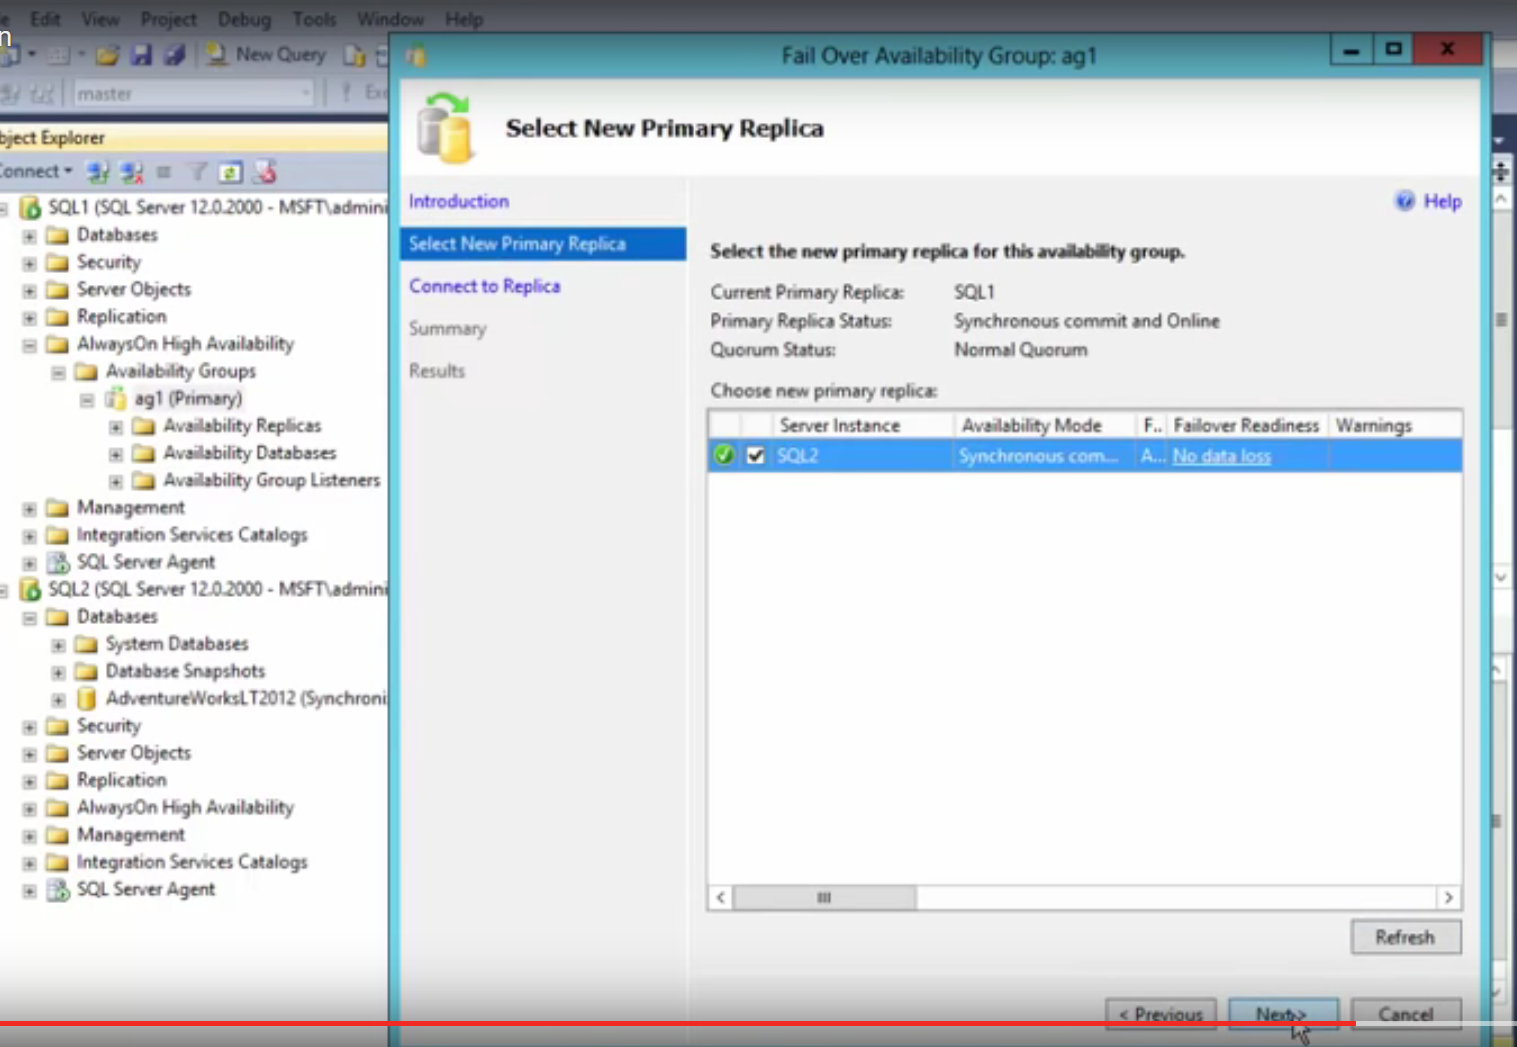 Edit View Project Debug Tools Window Help
n
New Query
master
Object Explorer
Connect
SQL1 (SQL Server 12.0.2000 - MSFT\admini
Databases
Security
Server Objects
Replication
AlwaysOn High Availability
Availability Groups
ag1 (Primary)
Availability Replicas
Availability Databases
Availability Group Listeners
Management
Integration Services Catalogs
SQL Server Agent
SQL2 (SQL Server 12.0.2000 - MSFT\admini
Databases
System Databases
Database Snapshots
AdventureWorksLT2012 (Synchroni
Security
Server Objects
Replication
AlwaysOn High Availability
Management
Integration Services Catalogs
SQL Server Agent
Fail Over Availability Group: ag1
Select New Primary Replica
Introduction
Select New Primary Replica
Connect to Replica
Summary
Results
Help
Select the new primary replica for this availability group.
Current Primary Replica: SQL1
Primary Replica Status: Synchronous commit and Online
Quorum Status: Normal Quorum
Choose new primary replica:
Server Instance Availability Mode F... Failover Readiness Warnings
SQL2 Synchronous com... A... No data loss
Refresh
< Previous Next > Cancel